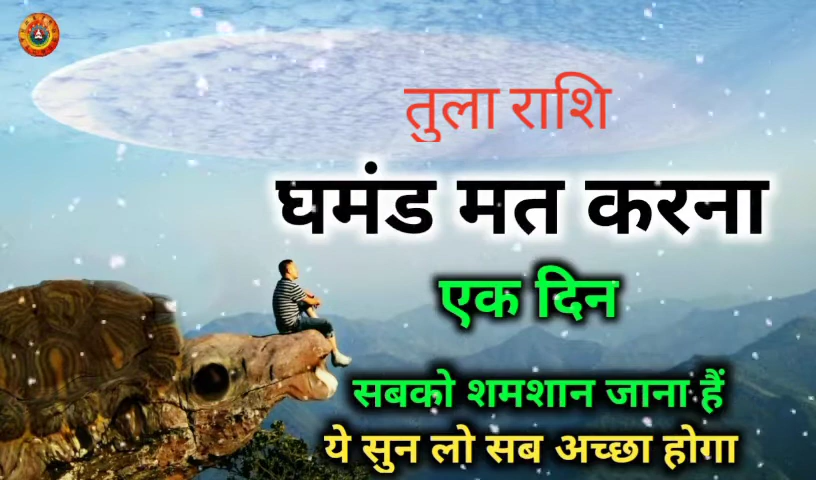 तुला राशि
घमंड मत करना
एक दिन
सबको शमशान जाना हैं
ये सुन लो सब अच्छा होगा